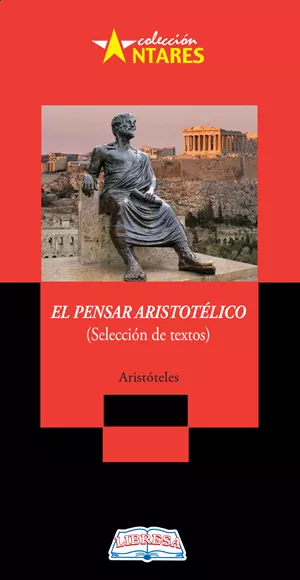 colección
ANTARES
EL PENSAR ARISTOTÉLICO
(Selección de textos)
Aristóteles
LIBRESA